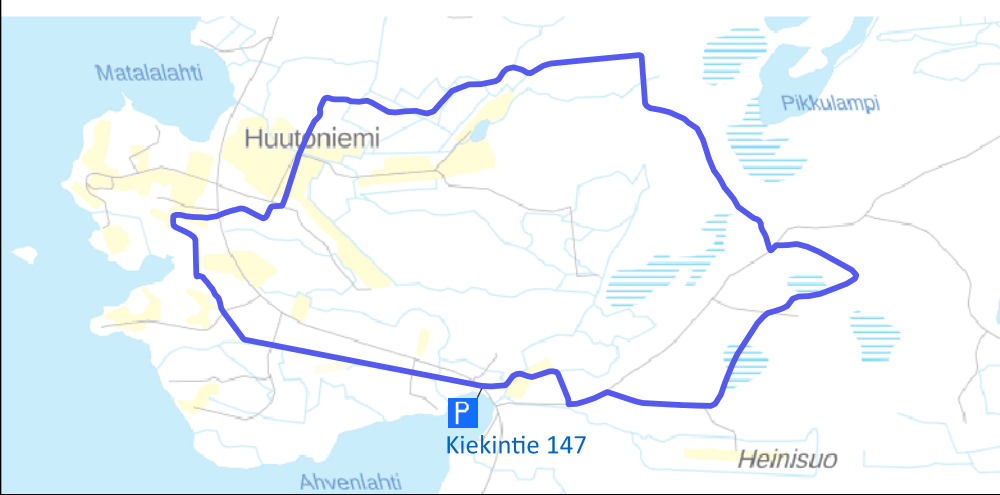 Matalalahti
Pikkulampi
Huutoniemi
P
Kiekintie 147
Heinisuo
Ahvenlahti